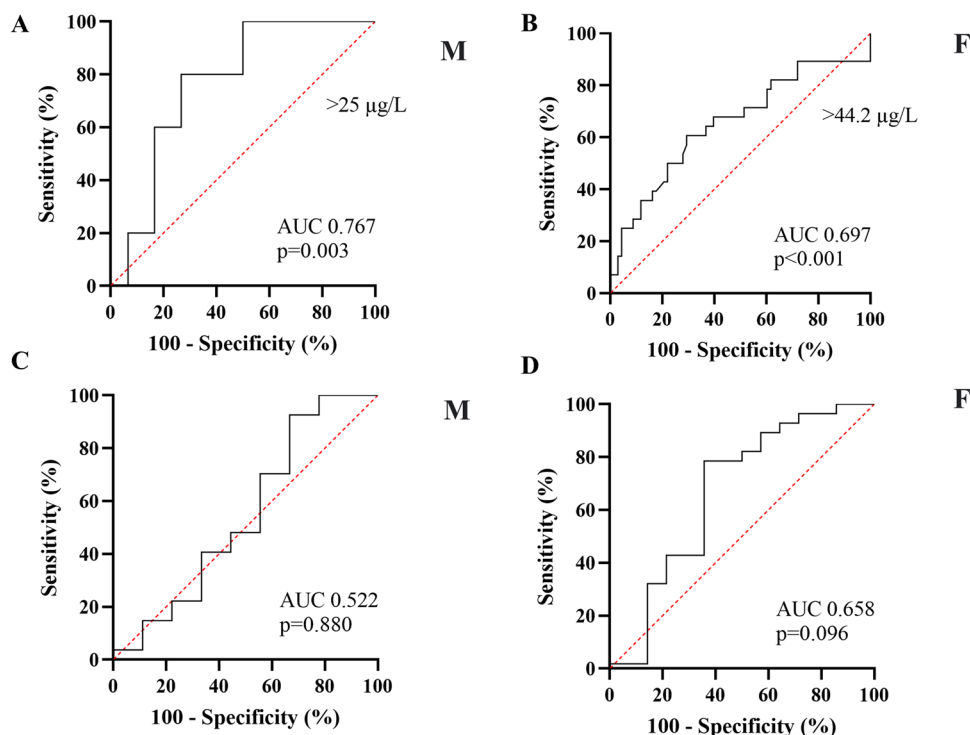 A
M
100
80
60
40
20
0
Sensitivity (%)
>25 µg/L
AUC 0.767
p=0.003
0 20 40 60 80 100
100 - Specificity (%)
B
F
100
80
60
40
20
0
Sensitivity (%)
>44.2 µg/L
AUC 0.697
p<0.001
0 20 40 60 80 100
100 - Specificity (%)
C
M
100
80
60
40
20
0
Sensitivity (%)
AUC 0.522
p=0.880
0 20 40 60 80 100
100 - Specificity (%)
D
F
100
80
60
40
20
0
Sensitivity (%)
AUC 0.658
p=0.096
0 20 40 60 80 100
100 - Specificity (%)